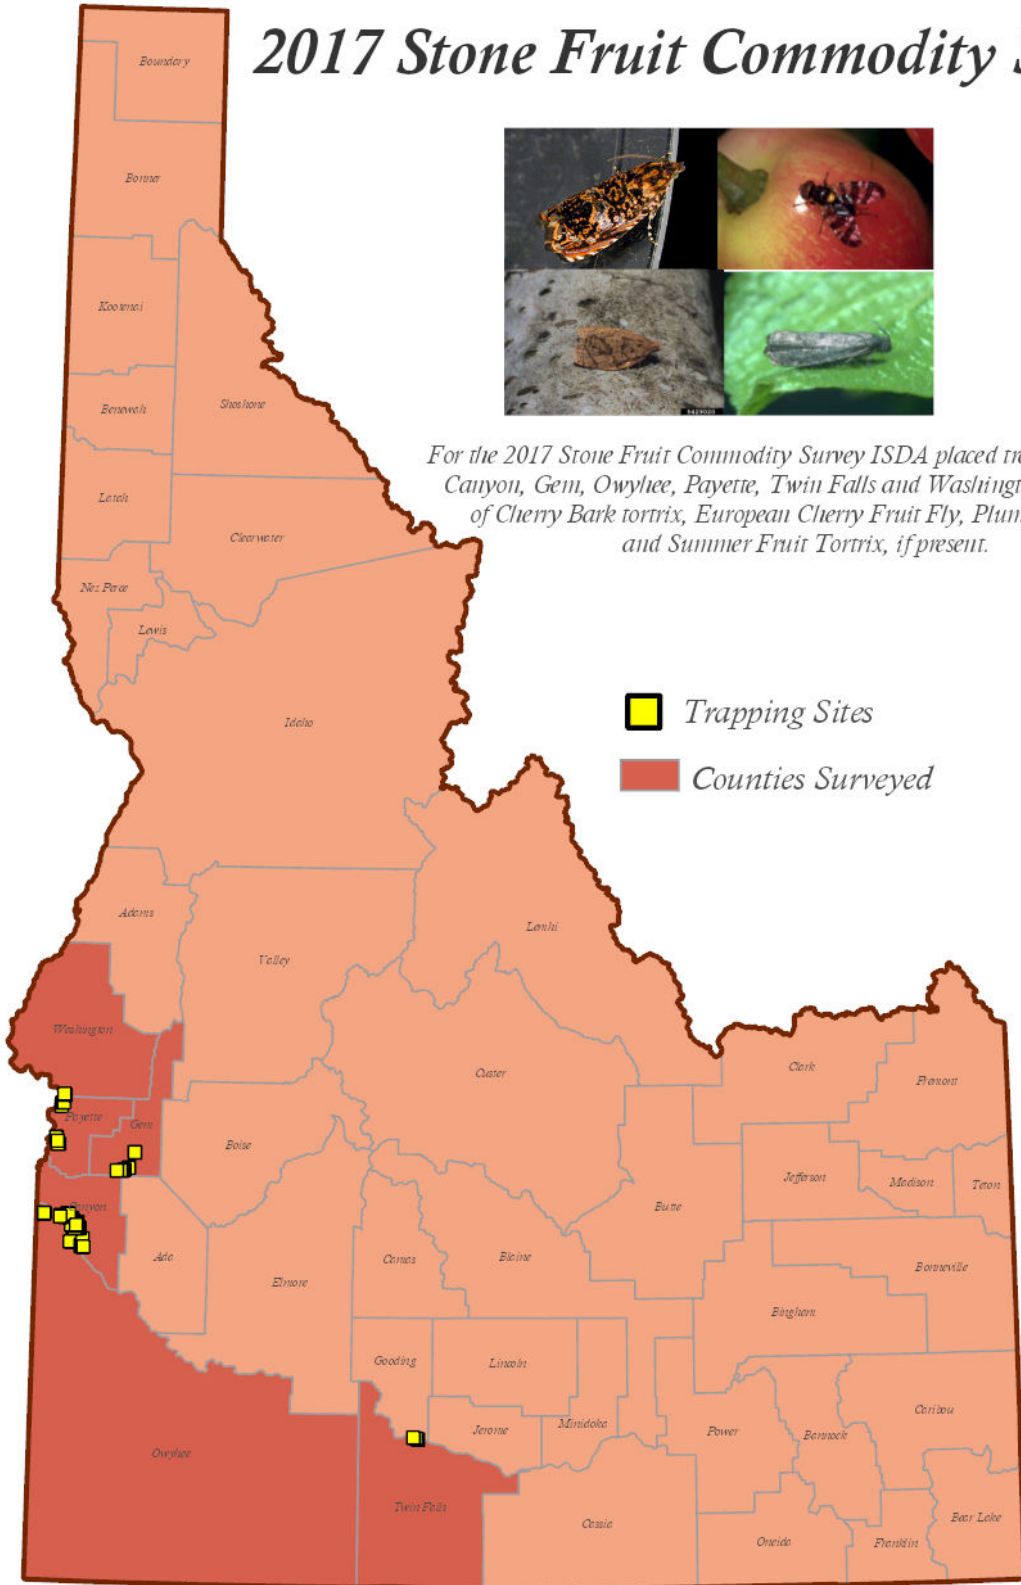 2017 Stone Fruit Commodity
For the 2017 Stone Fruit Commodity Survey ISDA placed
Canyon, Gem, Owyhee, Payette, Twin Falls and
of Cherry Bark tortrix, European Cherry Fruit Fly,
and Summer Fruit Tortrix, if present.
Trapping Sites
Counties Surveyed
Boundary
Bonner
Kootenai
Shoshone
Benewah
Latah
Clearwater
Nez Perce
Lewis
Idaho
Adams
Lemhi
Valley
Washington
Custer
Clark
Fremont
Payette
Gem
Boise
Jefferson
Madison
Teton
Butte
Canyon
Ada
Elmore
Camas
Blaine
Bonneville
Bingham
Gooding
Lincoln
Jerome
Minidoka
Power
Bannock
Caribou
Owyhee
Twin Falls
Cassia
Oneida
Franklin
Bear Lake